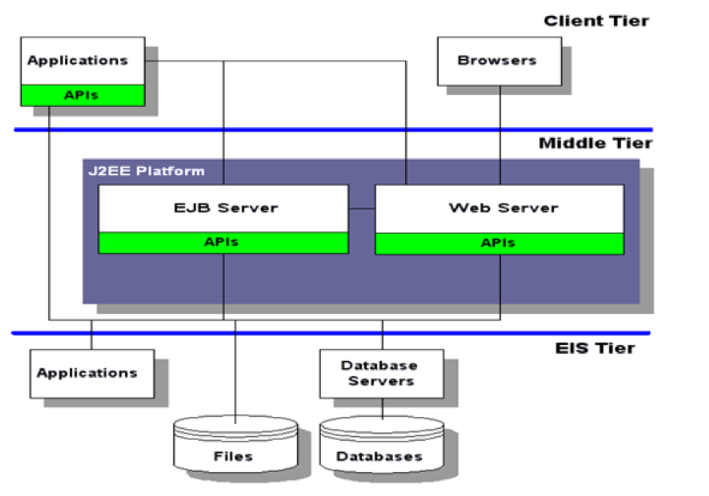 Client Tier
Applications
Browsers
APIs
Middle Tier
J2EE Platform
EJB Server
Web Server
APIs
APIs
EIS Tier
Applications
Database
Servers
Files
Databases